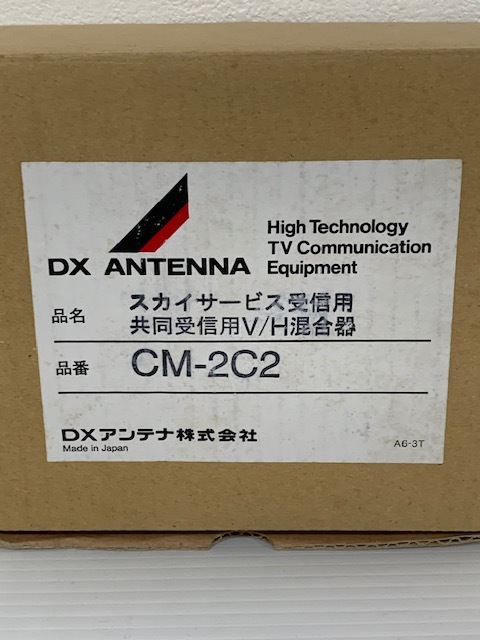 DX ANTENNA
High Technology
TV Communication
Equipment
品名 スカイサービス受信用
共同受信用V/H混合器
品番 CM-2C2
DXアンテナ株式会社
Made in Japan
A6-3T